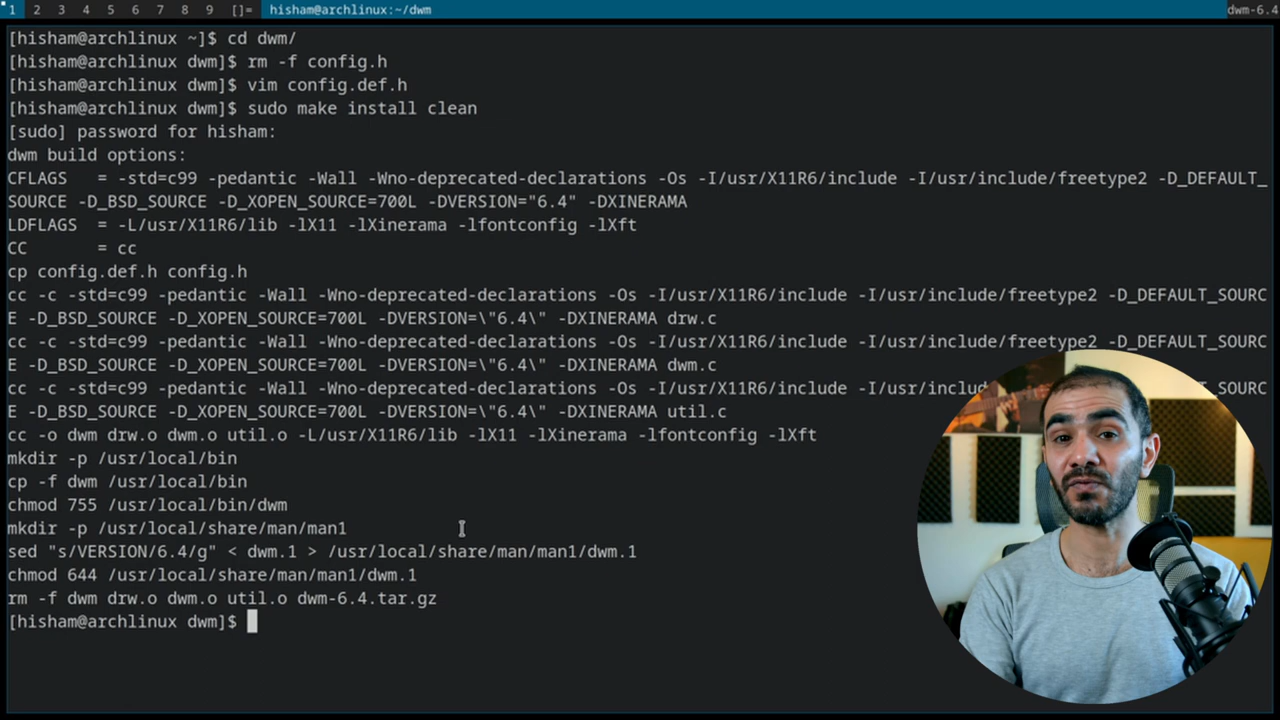 1 2 3 4 5 6 7 8 9 []= hisham@archlinux:~/dwm dwm-6.4
[hisham@archlinux ~]$ cd dwm/
[hisham@archlinux dwm]$ rm -f config.h
[hisham@archlinux dwm]$ vim config.def.h
[hisham@archlinux dwm]$ sudo make install clean
[sudo] password for hisham:
dwm build options:
CFLAGS   = -std=c99 -pedantic -Wall -Wno-deprecated-declarations -Os -I/usr/X11R6/include -I/usr/include/freetype2 -D_DEFAULT_
SOURCE -D_BSD_SOURCE -D_XOPEN_SOURCE=700L -DVERSION="6.4" -DXINERAMA
LDFLAGS  = -L/usr/X11R6/lib -lX11 -lXinerama -lfontconfig -lXft
CC       = cc
cp config.def.h config.h
cc -c -std=c99 -pedantic -Wall -Wno-deprecated-declarations -Os -I/usr/X11R6/include -I/usr/include/freetype2 -D_DEFAULT_SOURC
E -D_BSD_SOURCE -D_XOPEN_SOURCE=700L -DVERSION=\"6.4\" -DXINERAMA drw.c
cc -c -std=c99 -pedantic -Wall -Wno-deprecated-declarations -Os -I/usr/X11R6/include -I/usr/include/freetype2 -D_DEFAULT_SOURC
E -D_BSD_SOURCE -D_XOPEN_SOURCE=700L -DVERSION=\"6.4\" -DXINERAMA dwm.c
cc -c -std=c99 -pedantic -Wall -Wno-deprecated-declarations -Os -I/usr/X11R6/include -I/usr/incl _DEFAULT_SOURC
E -D_BSD_SOURCE -D_XOPEN_SOURCE=700L -DVERSION=\"6.4\" -DXINERAMA util.c
cc -o dwm drw.o dwm.o util.o -L/usr/X11R6/lib -lX11 -lXinerama -lfontconfig -lXft
mkdir -p /usr/local/bin
cp -f dwm /usr/local/bin
chmod 755 /usr/local/bin/dwm
mkdir -p /usr/local/share/man/man1
sed "s/VERSION/6.4/g" < dwm.1 > /usr/local/share/man/man1/dwm.1
chmod 644 /usr/local/share/man/man1/dwm.1
rm -f dwm drw.o dwm.o util.o dwm-6.4.tar.gz
[hisham@archlinux dwm]$